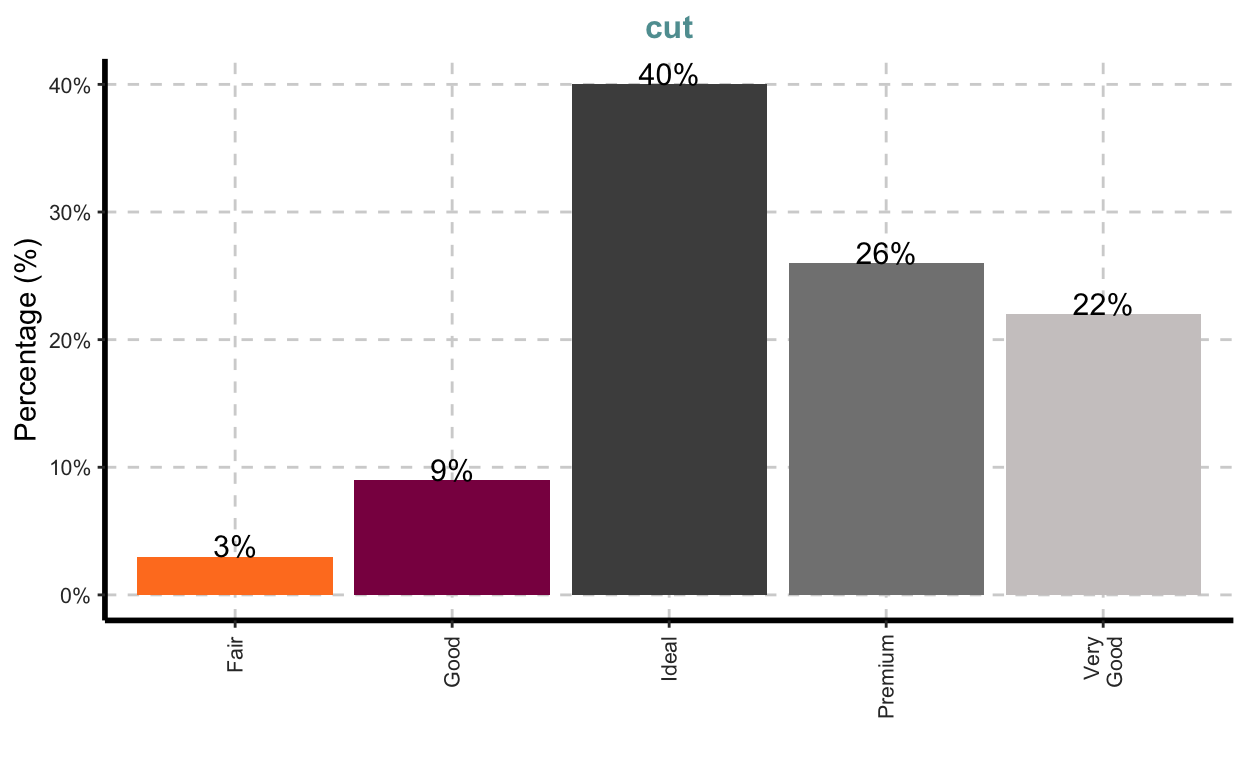 cut
40%
40%
30%
26%
22%
20%
10%
9%
3%
0%
Percentage (%)
Fair
Good
Ideal
Premium
Very
Good